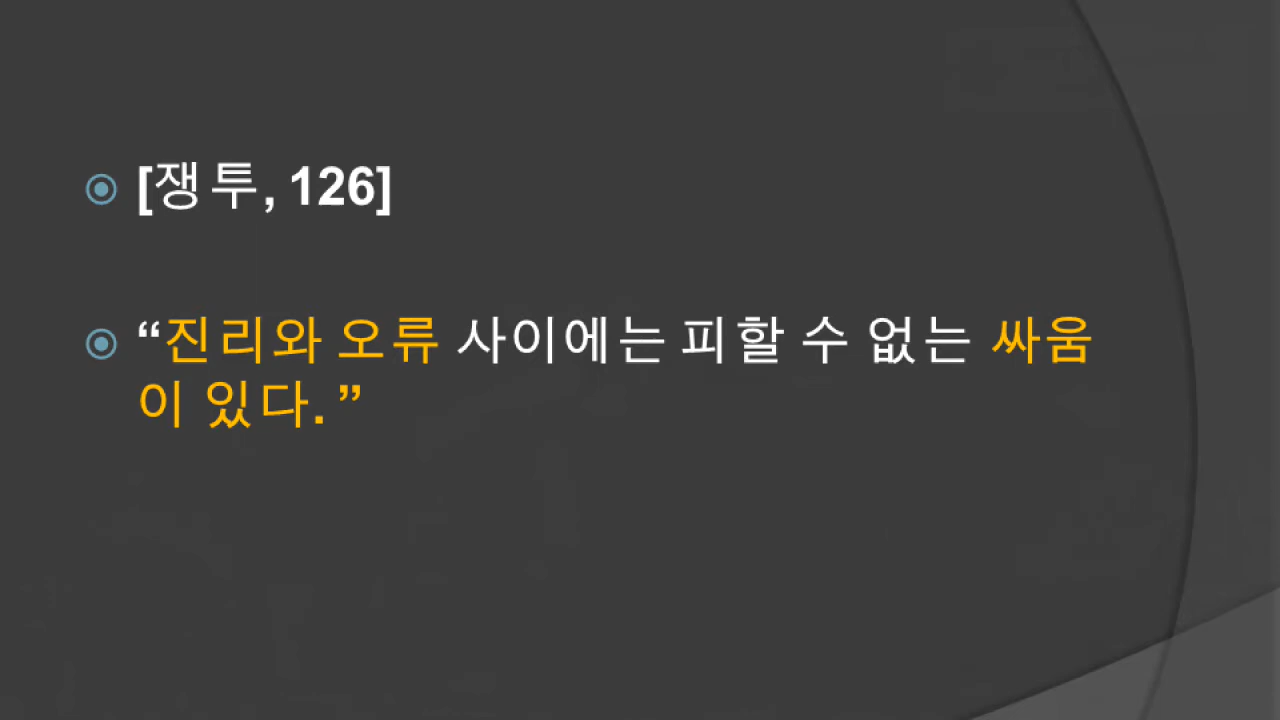 [쟁투, 126]
“진리와 오류 사이에는 피할 수 없는 싸움
이 있다. ”